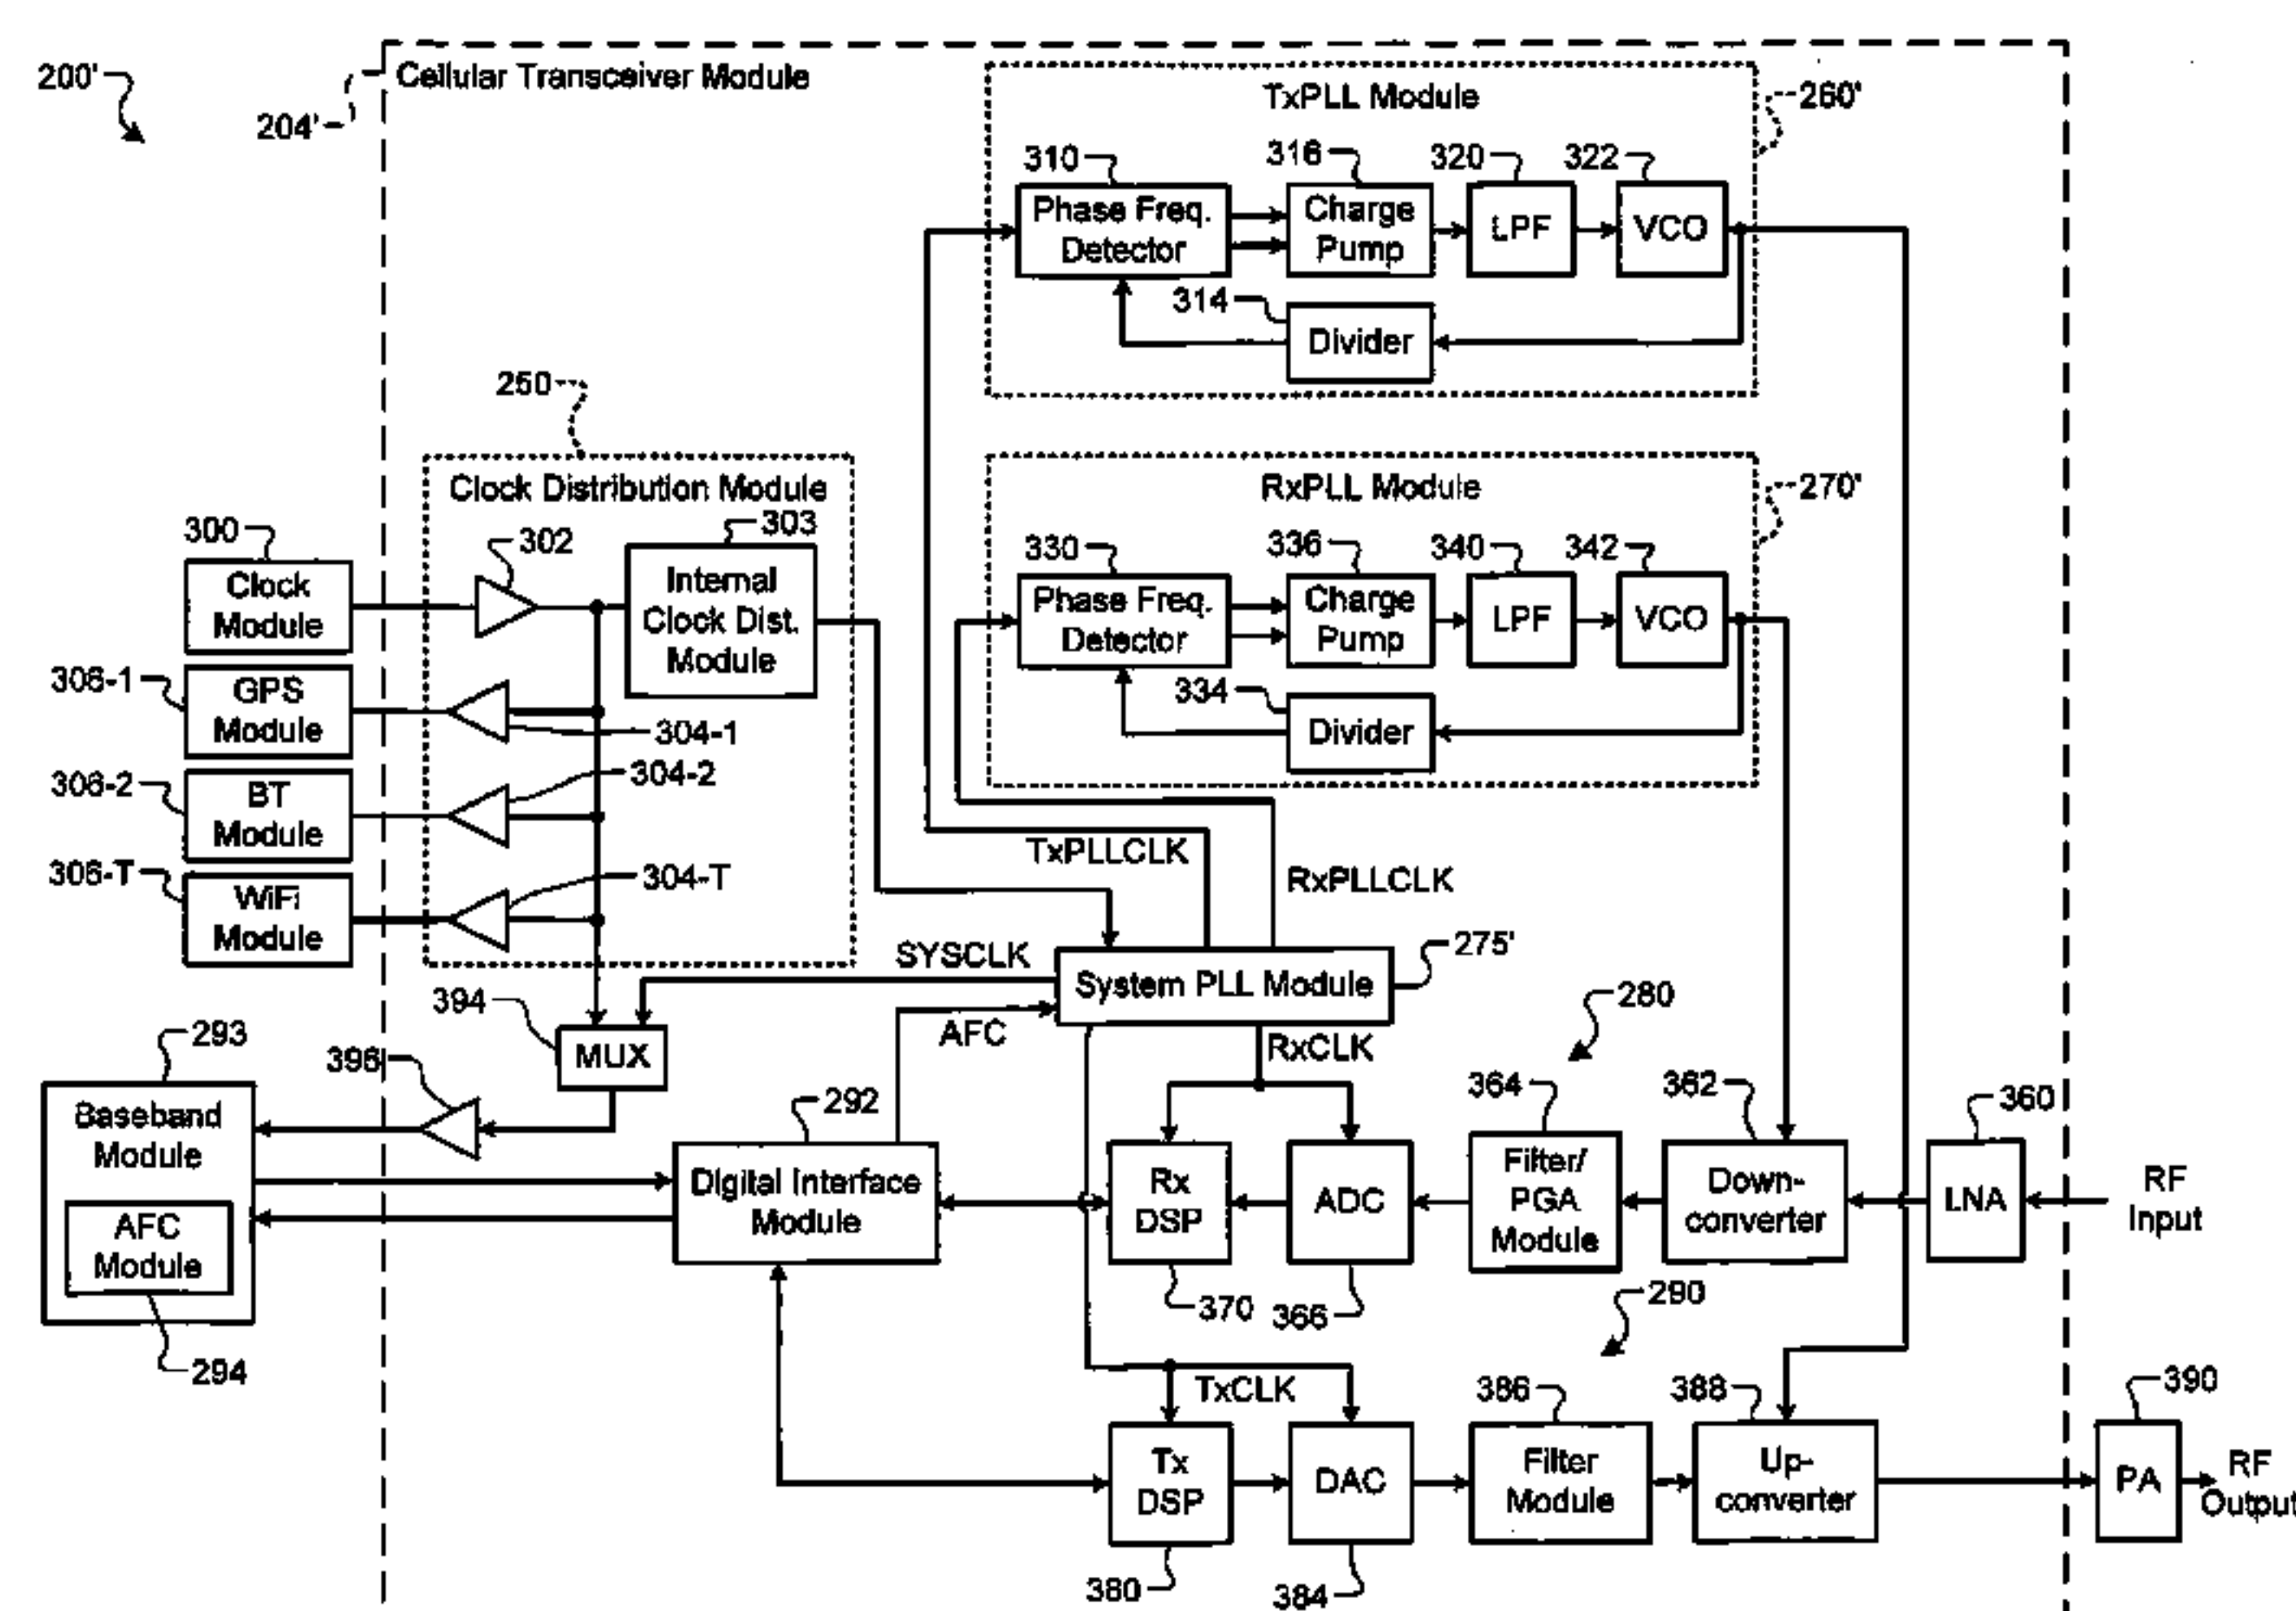 200'
204'
Cellular Transceiver Module
TxPLL Module
260'
310
316
320
322
Phase Freq.
Detector
Charge
Pump
LPF
VCO
314
Divider
250
Clock Distribution Module
RxPLL Module
270'
300
302
303
330
336
340
342
Clock
Module
Internal
Clock Dist.
Module
Phase Freq.
Detector
Charge
Pump
LPF
VCO
306-1
GPS
Module
304-1
334
Divider
306-2
BT
Module
304-2
306-T
WiFi
Module
304-T
TxPLLCLK
RxPLLCLK
SYSCLK
System PLL Module
275'
394
MUX
AFC
RxCLK
280
293
396
292
364
362
360
Baseband
Module
AFC
Module
294
Digital Interface
Module
Rx
DSP
ADC
Filter/
PGA
Module
Down-
converter
LNA
RF
Input
370
366
290
TxCLK
386
388
390
Tx
DSP
DAC
Filter
Module
Up-
converter
PA
RF
Output
380
384